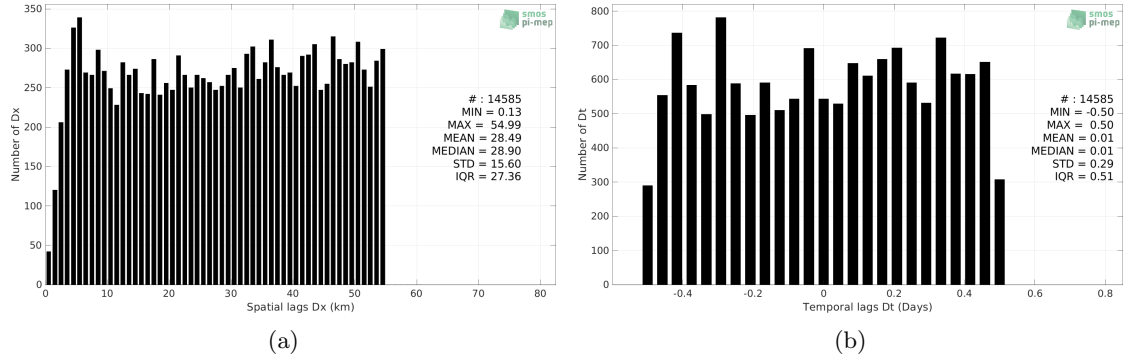 smos
pi-mep
350
300
250
200
150
100
50
0
Number of Dx
# : 14585
MIN = 0.13
MAX = 54.99
MEAN = 28.49
MEDIAN = 28.90
STD = 15.60
IQR = 27.36
0 10 20 30 40 50 60 70 80
Spatial lags Dx (km)
(a)
smos
pi-mep
800
700
600
500
400
300
200
100
0
Number of Dt
# : 14585
MIN = -0.50
MAX = 0.50
MEAN = 0.01
MEDIAN = 0.01
STD = 0.29
IQR = 0.51
-0.4 -0.2 0 0.2 0.4 0.6 0.8
Temporal lags Dt (Days)
(b)